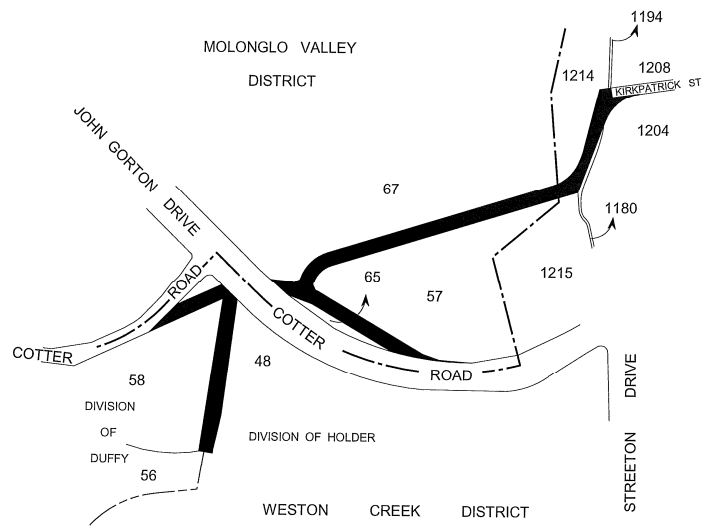 1194
MOLONGLO VALLEY
DISTRICT
1214
1208
KIRKPATRICK ST
1204
JOHN GORTON DRIVE
67
1180
ROAD
65
57
1215
COTTER
COTTER
ROAD
58
48
DIVISION
OF
DUFFY
DIVISION OF HOLDER
56
STREETON DRIVE
WESTON CREEK DISTRICT